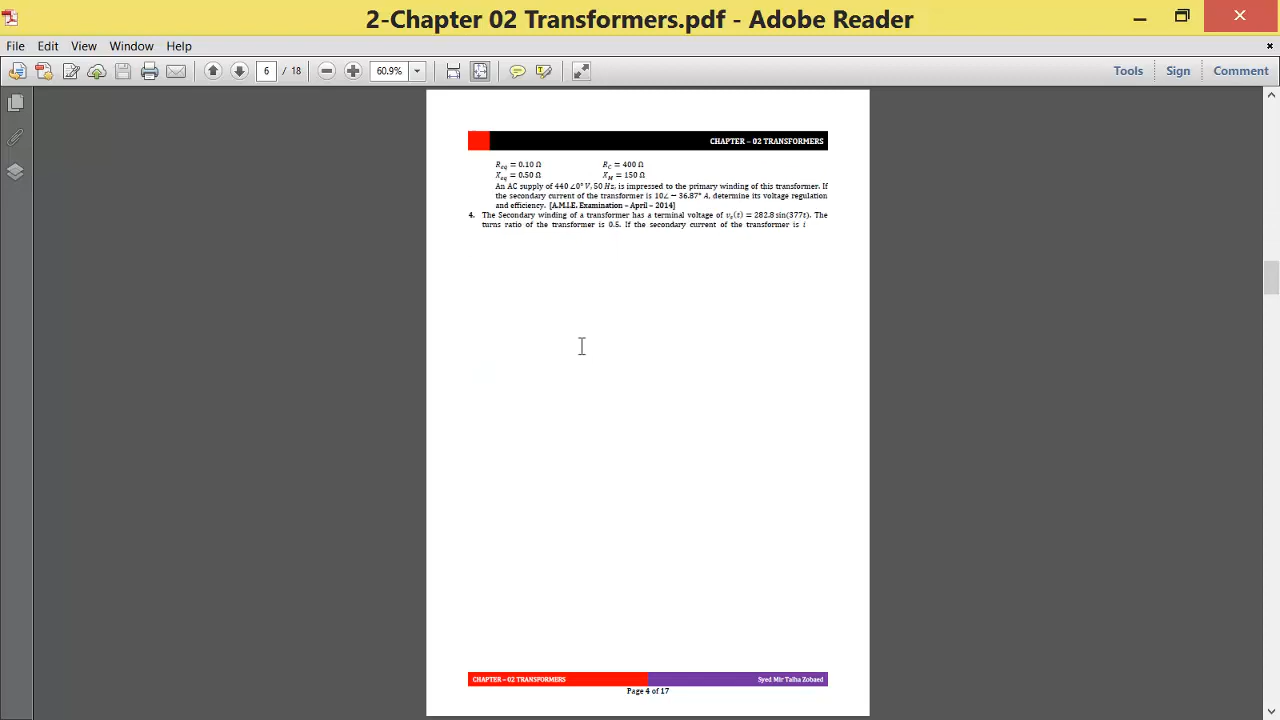 2-Chapter 02 Transformers.pdf - Adobe Reader
File Edit View Window Help
6 / 18 60.9% Tools Sign Comment
CHAPTER – 02 TRANSFORMERS
R_eq = 0.10 Ω R_C = 400 Ω
X_eq = 0.50 Ω X_M = 150 Ω
An AC supply of 440 ∠0° V, 50 Hz, is impressed to the primary winding of this transformer. If
the secondary current of the transformer is 10∠ − 36.87° A, determine its voltage regulation
and efficiency. [A.M.I.E. Examination – April – 2014]
4. The Secondary winding of a transformer has a terminal voltage of v_s(t) = 282.8 sin(377t). The
turns ratio of the transformer is 0.5. If the secondary current of the transformer is i
CHAPTER – 02 TRANSFORMERS Syed Mir Talha Zobaed
Page 4 of 17